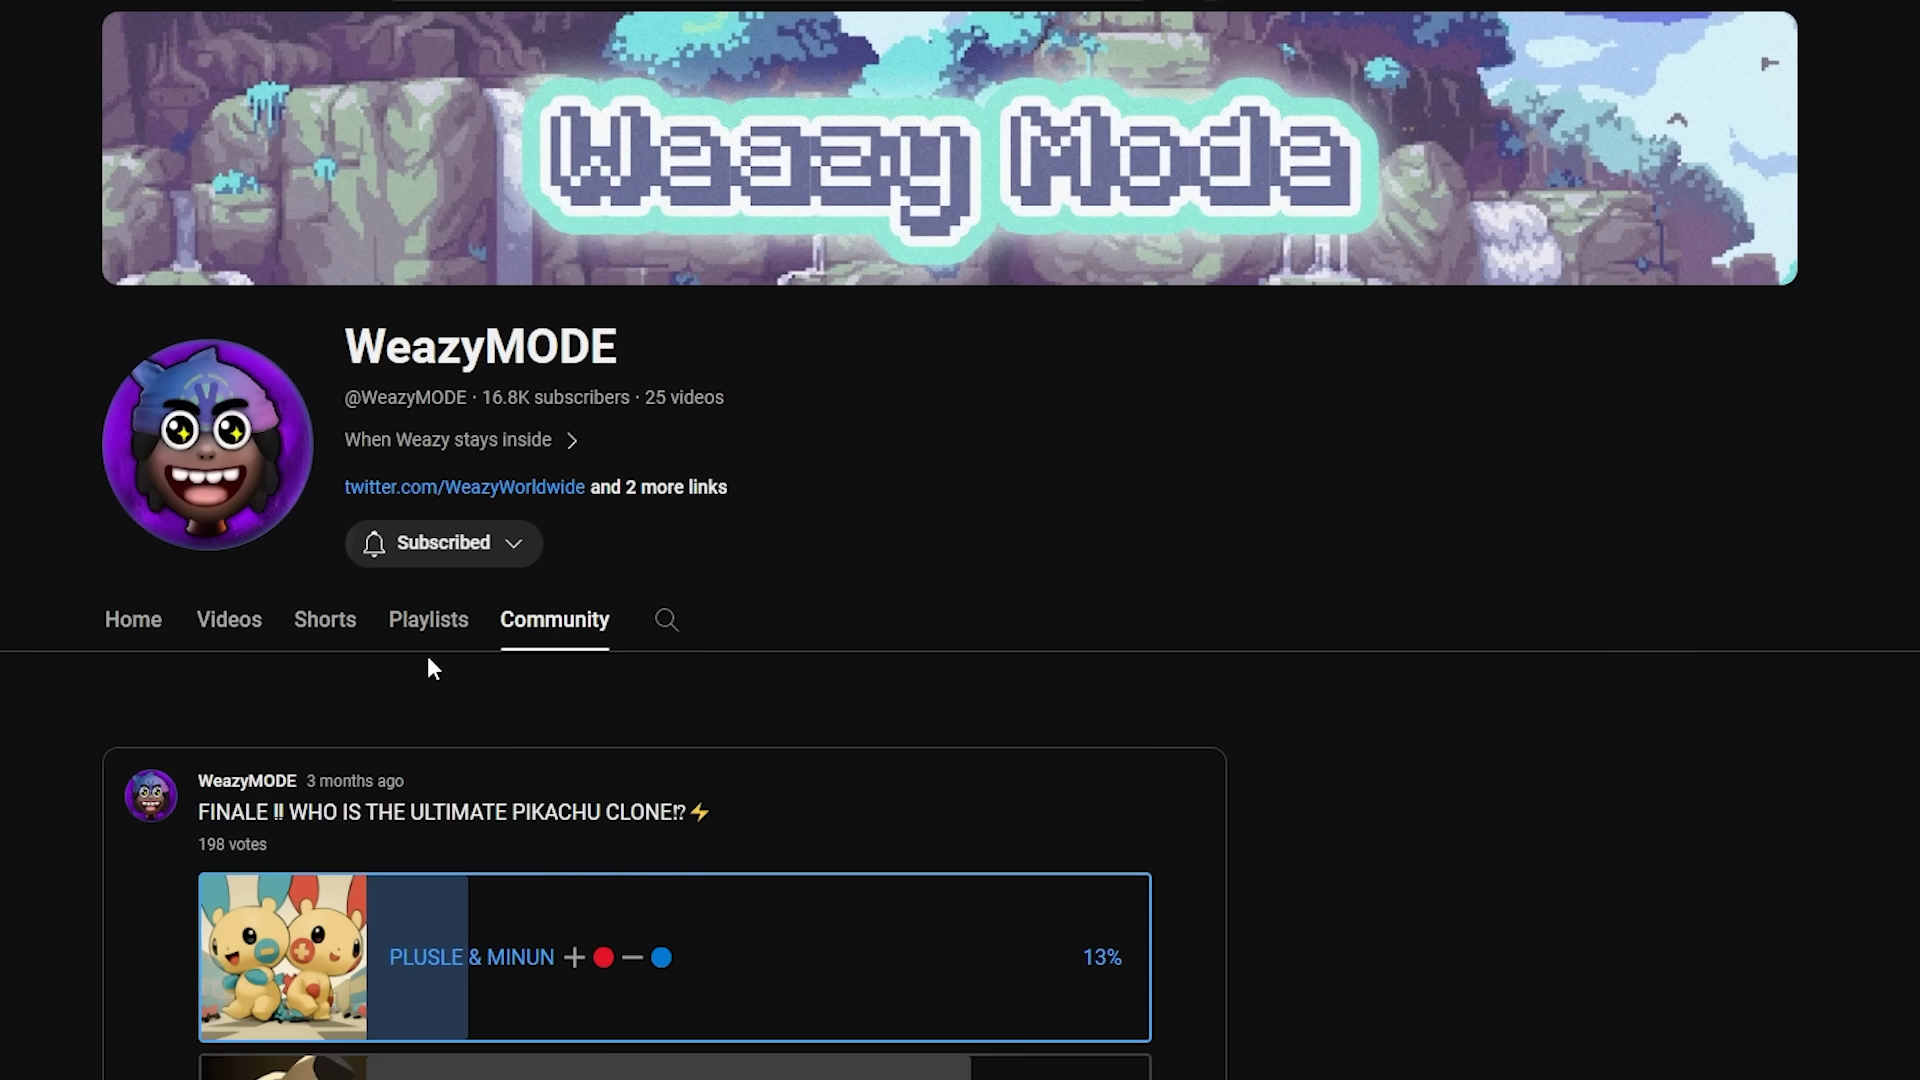 Weazy Mode
WeazyMODE
@WeazyMODE · 16.8K subscribers · 25 videos
When Weazy stays inside
twitter.com/WeazyWorldwide and 2 more links
Subscribed
Home Videos Shorts Playlists Community
WeazyMODE 3 months ago
FINALE ‼ WHO IS THE ULTIMATE PIKACHU CLONE⁉⚡
198 votes
PLUSLE & MINUN ➕🔴➖🔵 13%